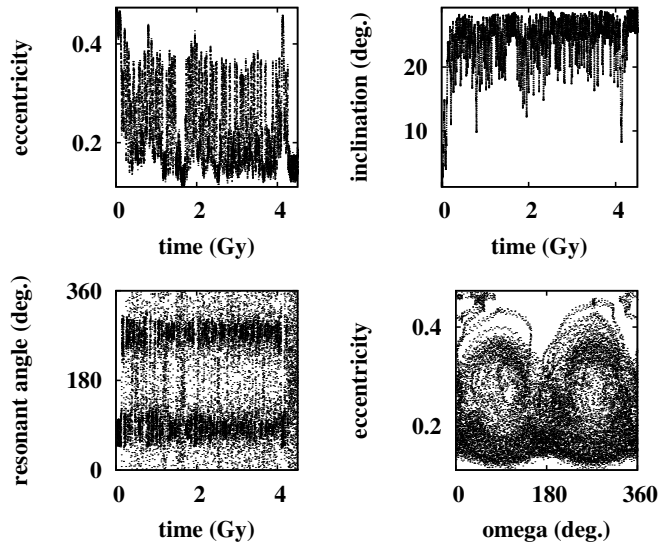 eccentricity
0.4
0.2
0
2
4
time (Gy)
inclination (deg.)
20
10
0
2
4
time (Gy)
resonant angle (deg.)
360
180
0
0
2
4
time (Gy)
eccentricity
0.4
0.2
0
180
360
omega (deg.)